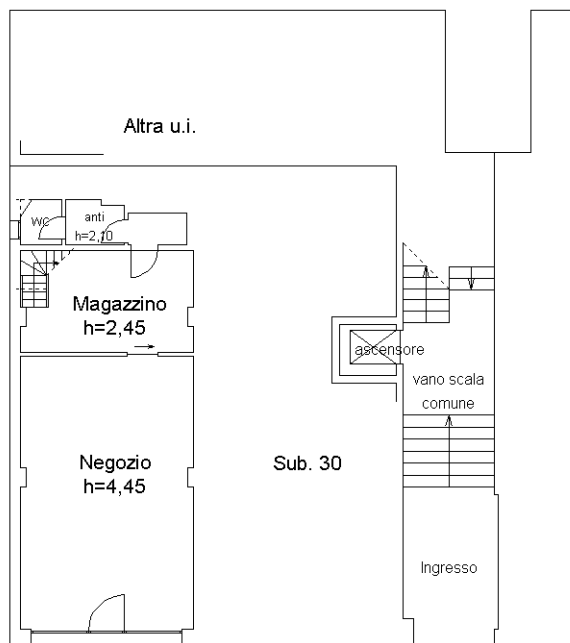 Altra u.i.
wc
anti
h=2,10
Magazzino
h=2,45
ascensore
vano scala
comune
Negozio
h=4,45
Sub. 30
Ingresso